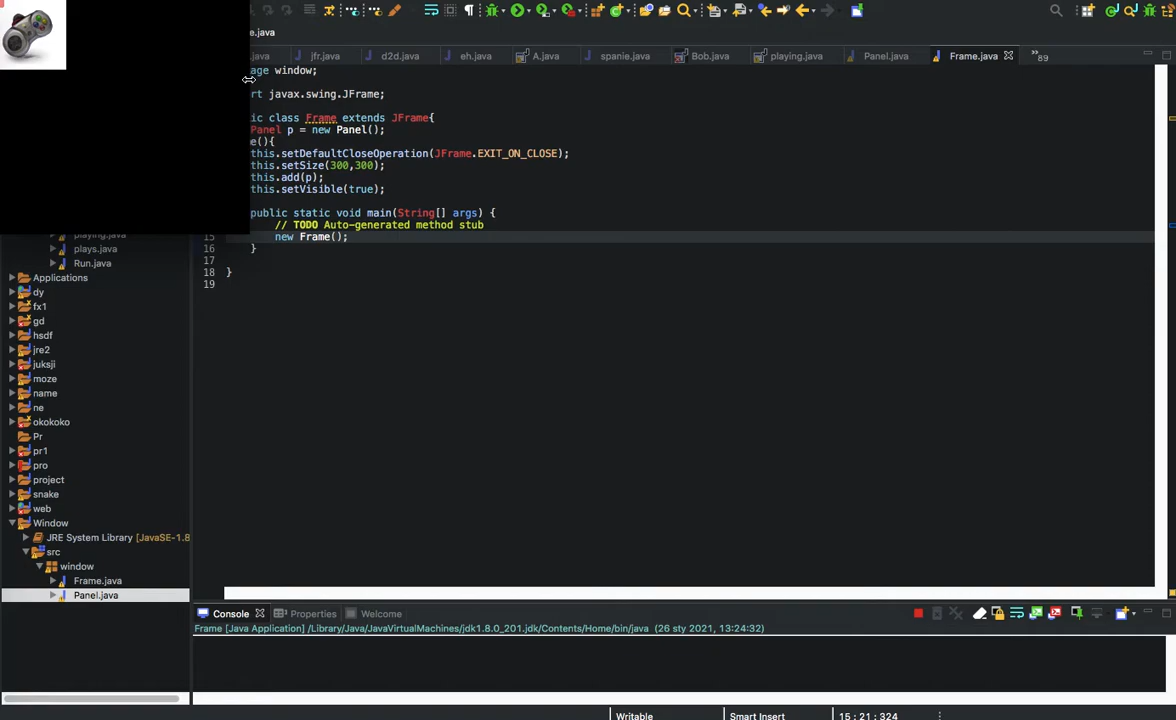 e.java
.java jfr.java d2d.java eh.java A.java spanie.java Bob.java playing.java Panel.java Frame.java 89
age window;
rt javax.swing.JFrame;
ic class Frame extends JFrame{
Panel p = new Panel();
e(){
this.setDefaultCloseOperation(JFrame.EXIT_ON_CLOSE);
this.setSize(300,300);
this.add(p);
this.setVisible(true);
public static void main(String[] args) {
// TODO Auto-generated method stub
15 new Frame();
16 }
17
18 }
19
playing.java
plays.java
Run.java
Applications
dy
fx1
gd
hsdf
jre2
juksji
moze
name
ne
okokoko
Pr
pr1
pro
project
snake
web
Window
JRE System Library [JavaSE-1.8
src
window
Frame.java
Panel.java
Console Properties Welcome
Frame [Java Application] /Library/Java/JavaVirtualMachines/jdk1.8.0_201.jdk/Contents/Home/bin/java (26 sty 2021, 13:24:32)
Writable Smart Insert 15 : 21 : 324